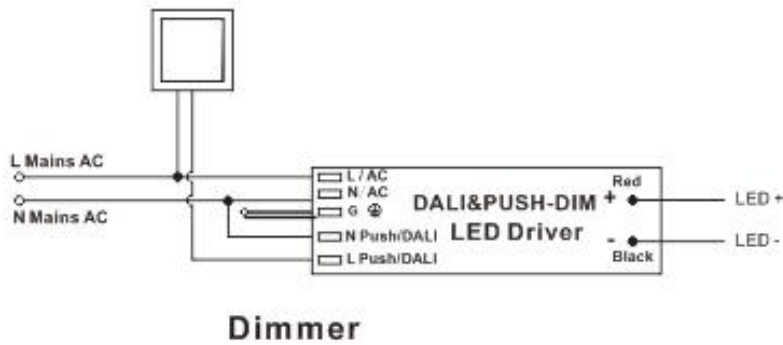 L Mains AC
N Mains AC
L / AC
N / AC
G
N Push/DALI
L Push/DALI
DALI&PUSH-DIM
LED Driver
Red
+
-
Black
LED +
LED -
Dimmer